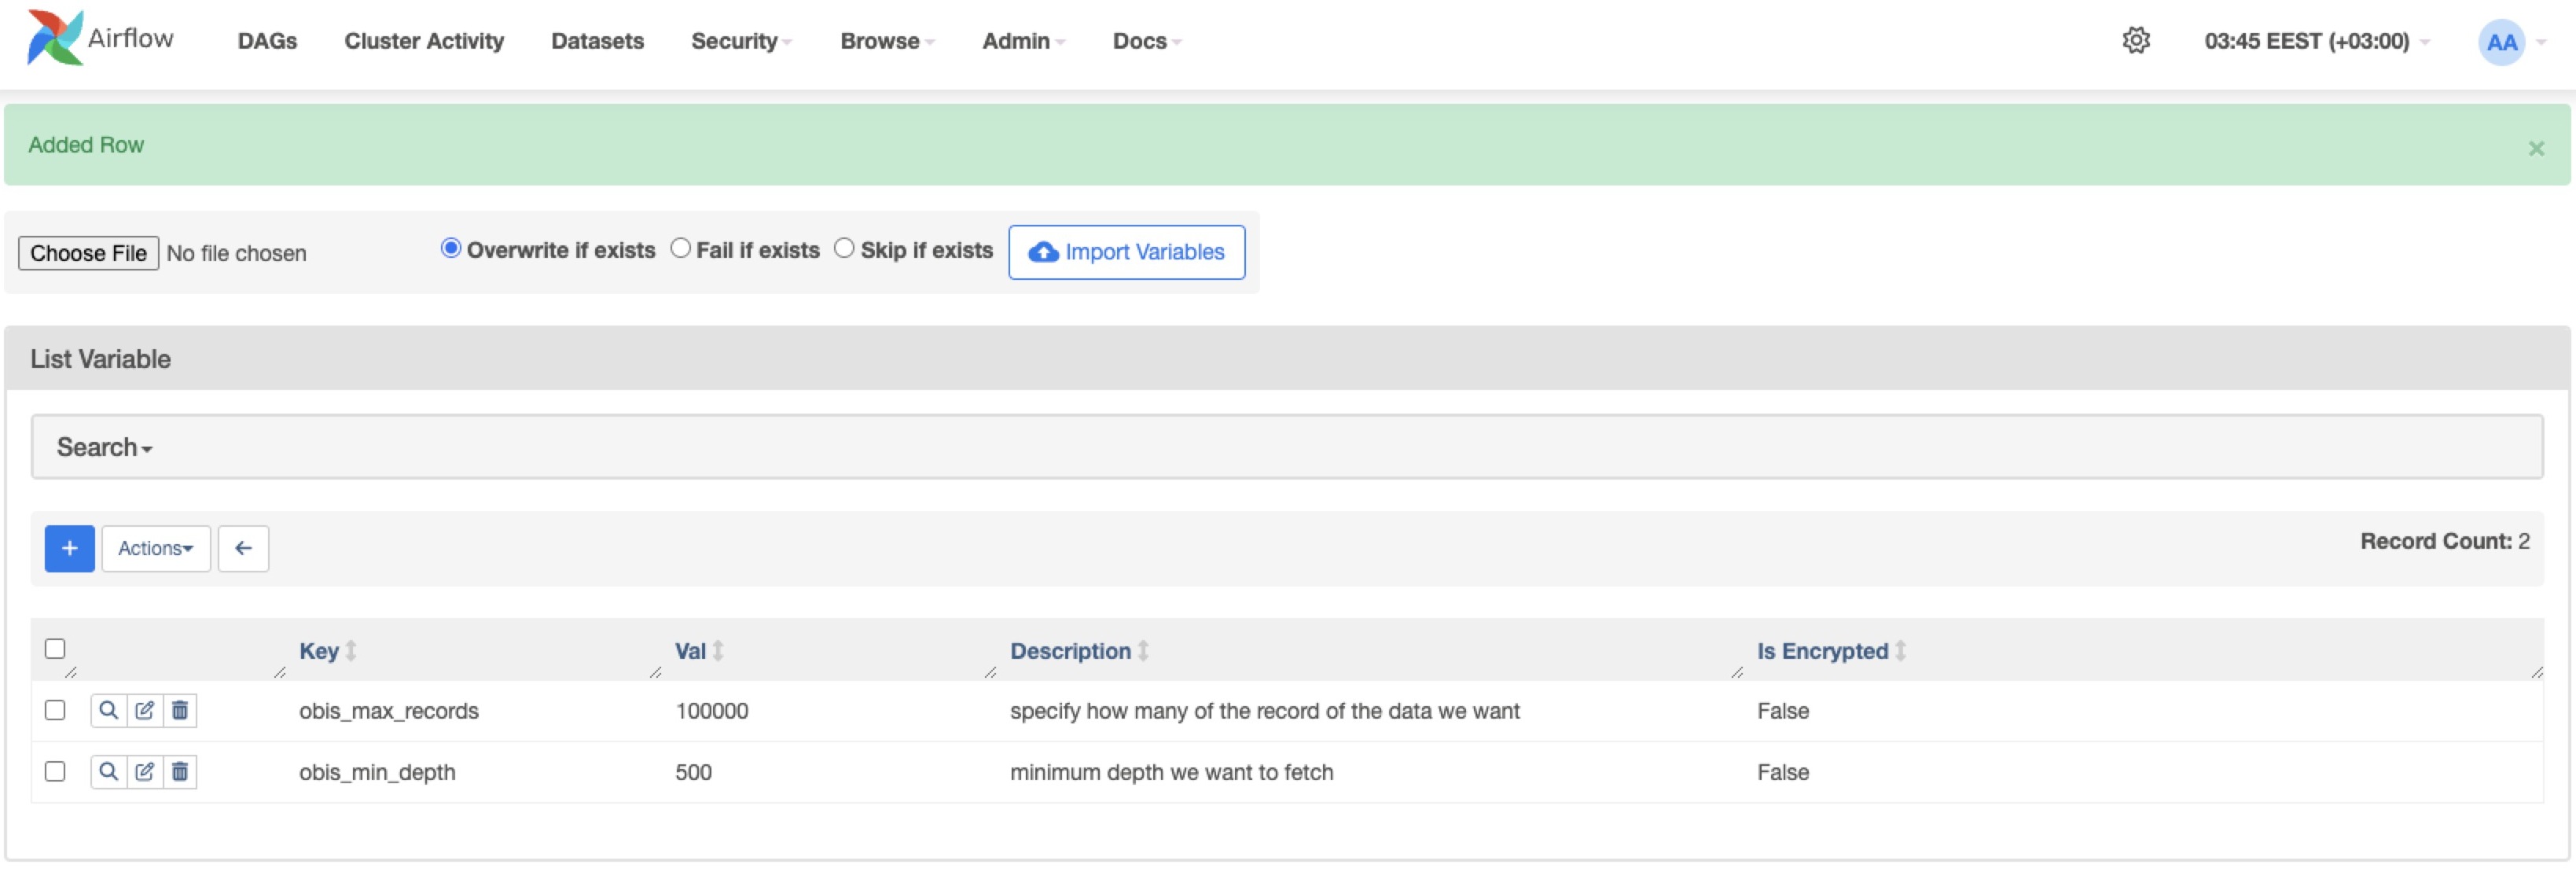 Airflow DAGs Cluster Activity Datasets Security Browse Admin Docs 03:45 EEST (+03:00) AA
Added Row ×
Choose File No file chosen Overwrite if exists Fail if exists Skip if exists Import Variables
List Variable
Search
+ Actions Record Count: 2
Key Val Description Is Encrypted
obis_max_records 100000 specify how many of the record of the data we want False
obis_min_depth 500 minimum depth we want to fetch False